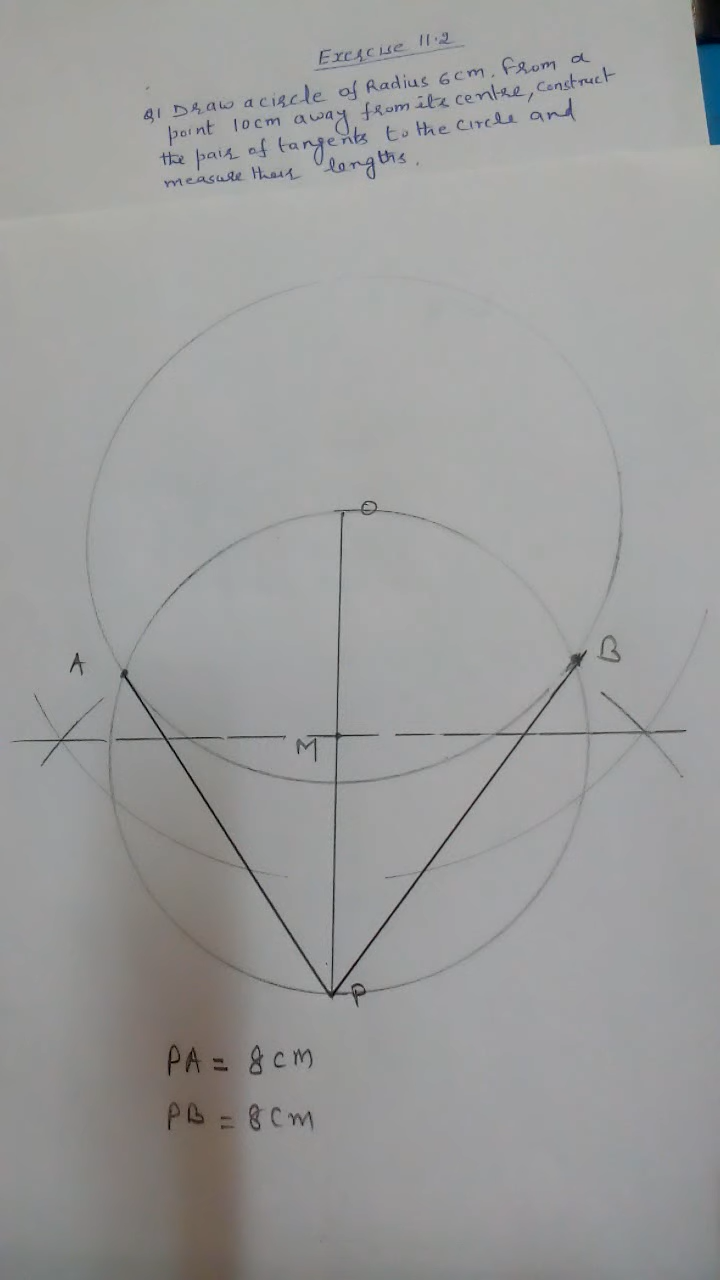 Exercise 11.2
Q1 Draw a circle of Radius 6cm. From a
point 10cm away from its centre, construct
the pair of tangents to the circle and
measure their lengths.
O
A
B
M
P
PA = 8cm
PB = 8cm